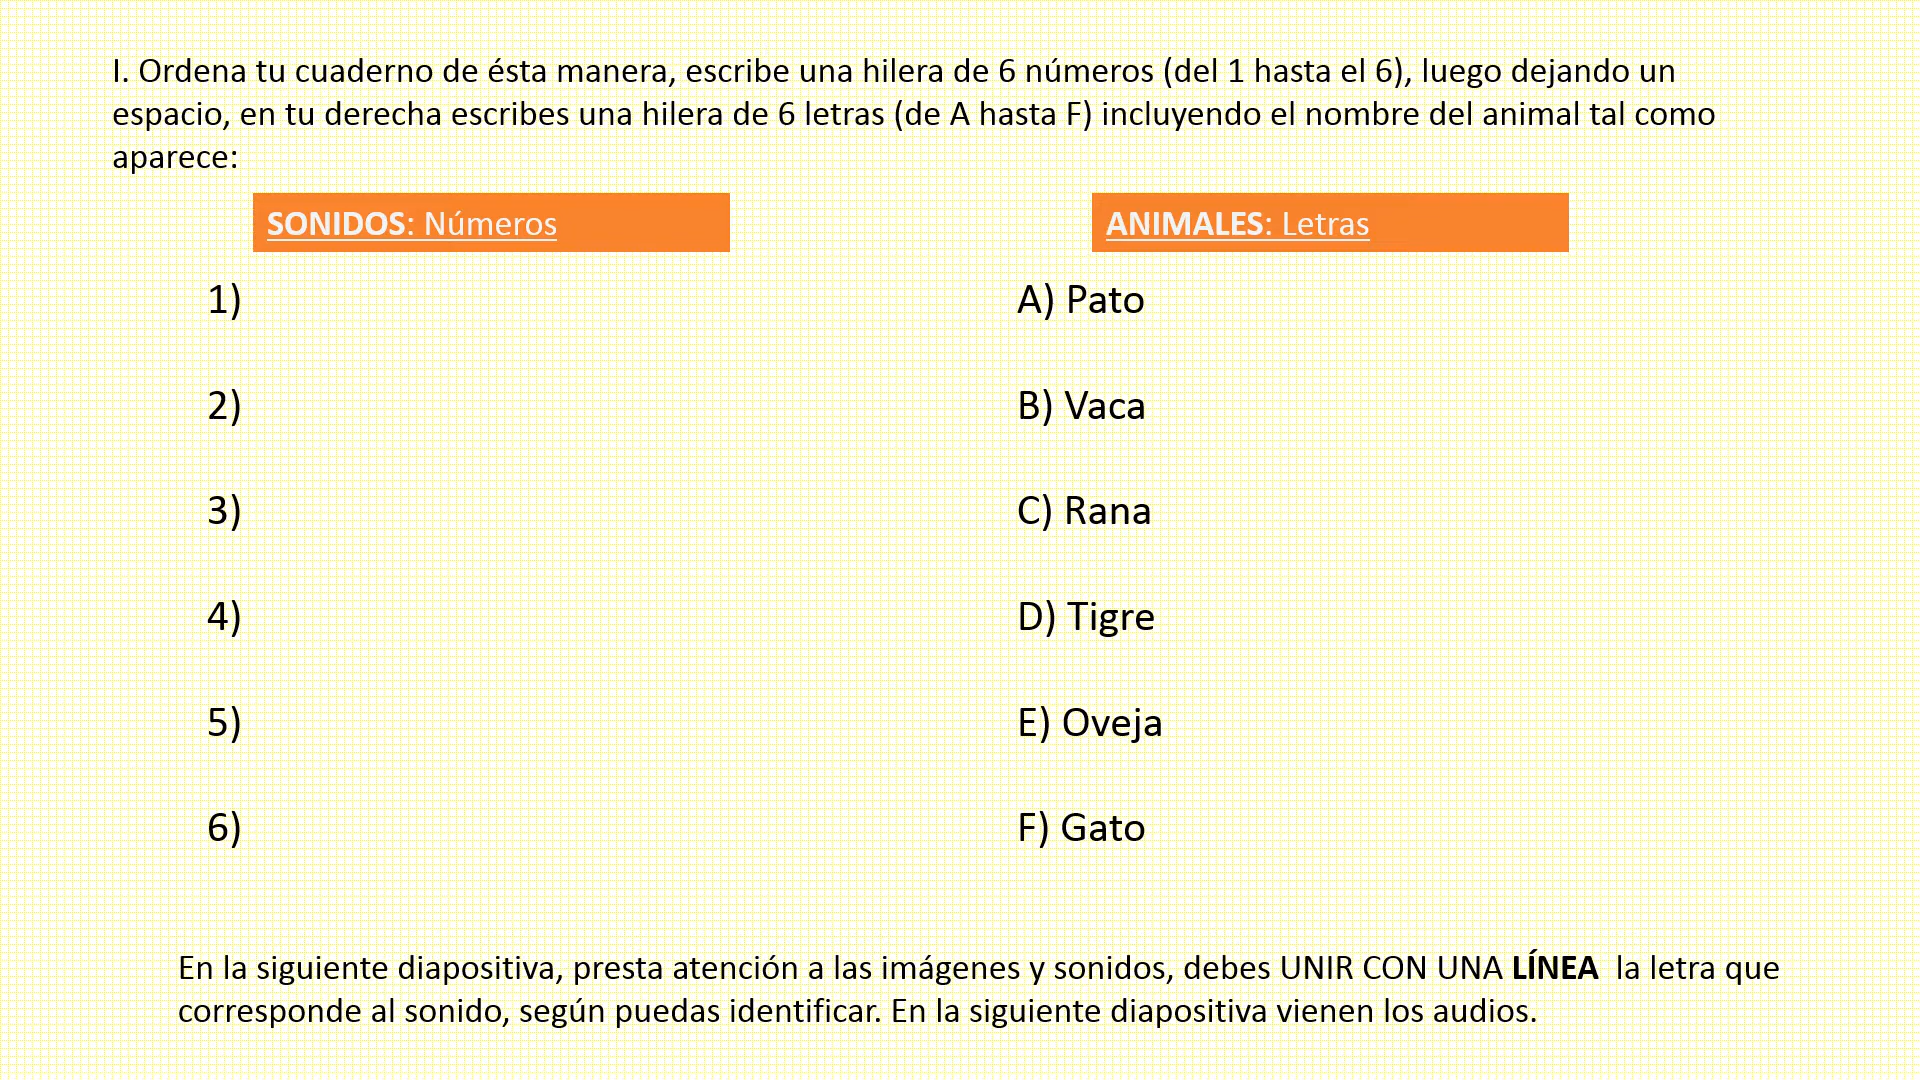 I. Ordena tu cuaderno de ésta manera, escribe una hilera de 6 números (del 1 hasta el 6), luego dejando un
espacio, en tu derecha escribes una hilera de 6 letras (de A hasta F) incluyendo el nombre del animal tal como
aparece:
SONIDOS: Números
ANIMALES: Letras
1)
A) Pato
2)
B) Vaca
3)
C) Rana
4)
D) Tigre
5)
E) Oveja
6)
F) Gato
En la siguiente diapositiva, presta atención a las imágenes y sonidos, debes UNIR CON UNA LÍNEA la letra que
corresponde al sonido, según puedas identificar. En la siguiente diapositiva vienen los audios.